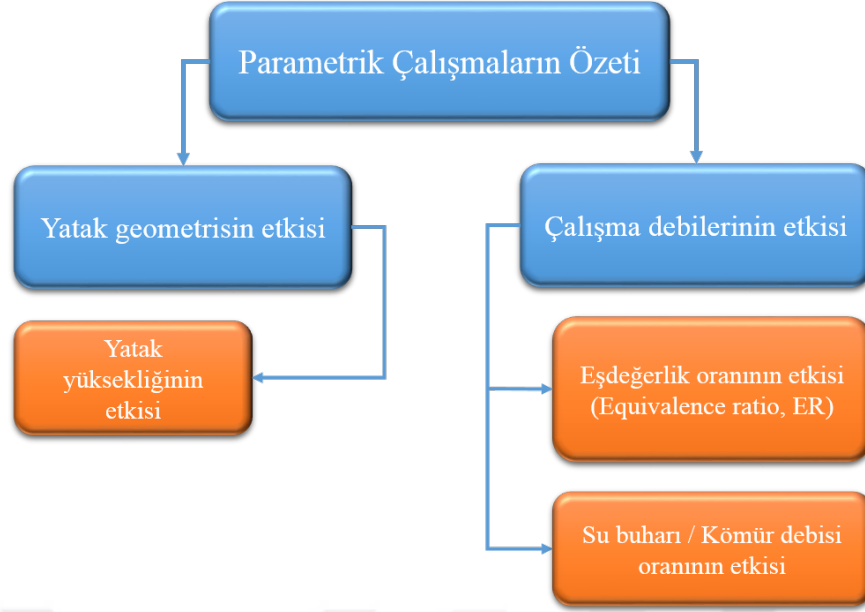 Parametrik Çalışmaların Özeti
Yatak geometrisin etkisi
Yatak
yüksekliğinin
etkisi
Çalışma debilerinin etkisi
Eşdeğerlik oranının etkisi
(Equivalence ratio, ER)
Su buharı / Kömür debisi
oranının etkisi